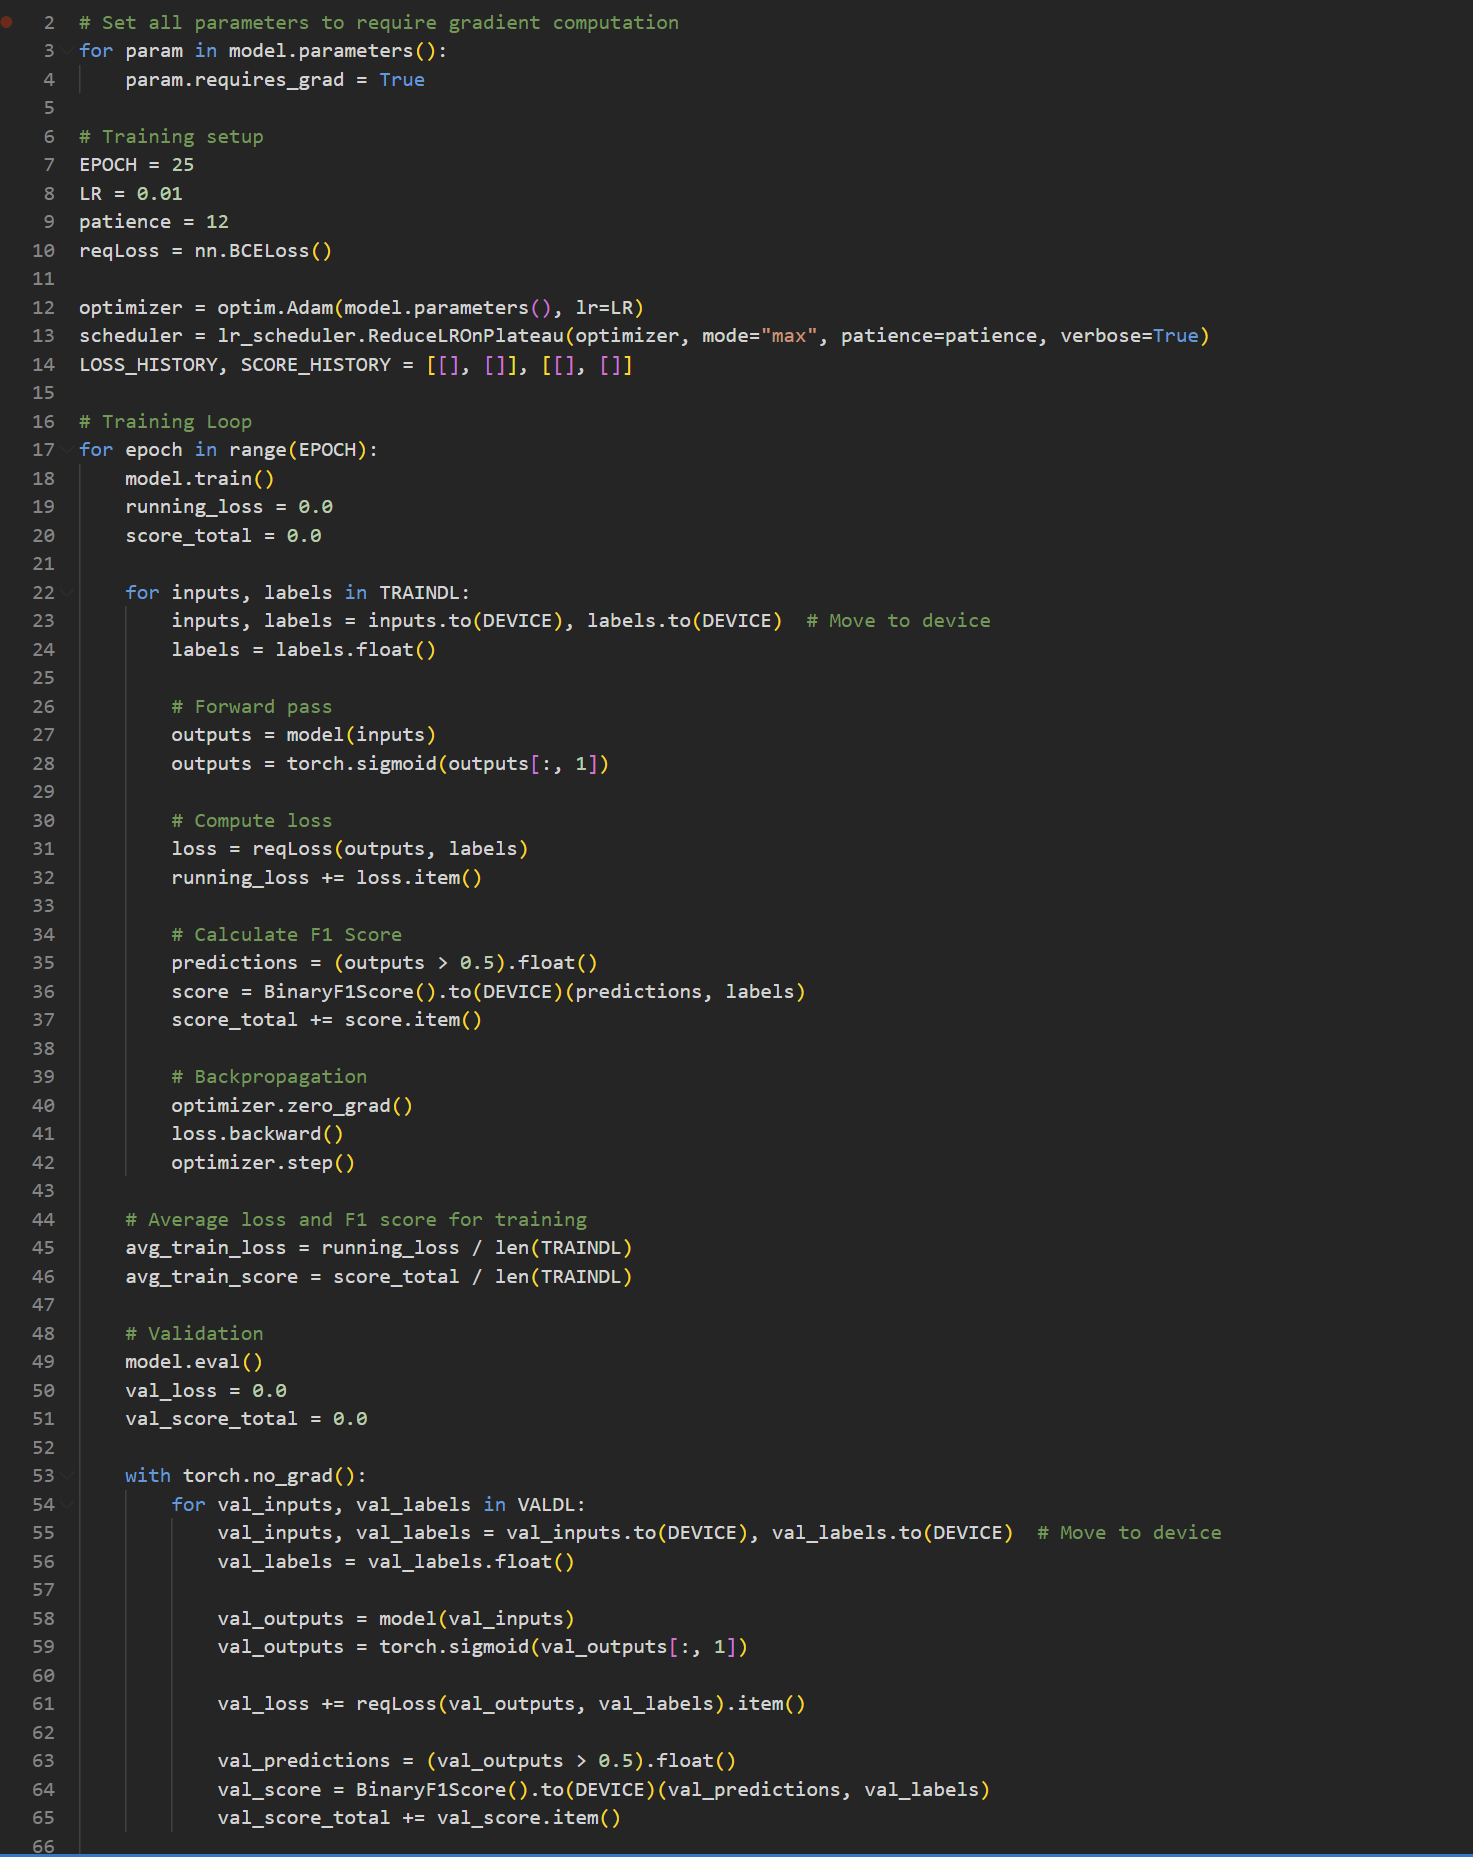 2 # Set all parameters to require gradient computation
3 for param in model.parameters():
4     param.requires_grad = True
5
6 # Training setup
7 EPOCH = 25
8 LR = 0.01
9 patience = 12
10 reqLoss = nn.BCELoss()
11
12 optimizer = optim.Adam(model.parameters(), lr=LR)
13 scheduler = lr_scheduler.ReduceLROnPlateau(optimizer, mode="max", patience=patience, verbose=True)
14 LOSS_HISTORY, SCORE_HISTORY = [[], []], [[], []]
15
16 # Training Loop
17 for epoch in range(EPOCH):
18     model.train()
19     running_loss = 0.0
20     score_total = 0.0
21
22     for inputs, labels in TRAINDL:
23         inputs, labels = inputs.to(DEVICE), labels.to(DEVICE)  # Move to device
24         labels = labels.float()
25
26         # Forward pass
27         outputs = model(inputs)
28         outputs = torch.sigmoid(outputs[:, 1])
29
30         # Compute loss
31         loss = reqLoss(outputs, labels)
32         running_loss += loss.item()
33
34         # Calculate F1 Score
35         predictions = (outputs > 0.5).float()
36         score = BinaryF1Score().to(DEVICE)(predictions, labels)
37         score_total += score.item()
38
39         # Backpropagation
40         optimizer.zero_grad()
41         loss.backward()
42         optimizer.step()
43
44     # Average loss and F1 score for training
45     avg_train_loss = running_loss / len(TRAINDL)
46     avg_train_score = score_total / len(TRAINDL)
47
48     # Validation
49     model.eval()
50     val_loss = 0.0
51     val_score_total = 0.0
52
53     with torch.no_grad():
54         for val_inputs, val_labels in VALDL:
55             val_inputs, val_labels = val_inputs.to(DEVICE), val_labels.to(DEVICE)  # Move to device
56             val_labels = val_labels.float()
57
58             val_outputs = model(val_inputs)
59             val_outputs = torch.sigmoid(val_outputs[:, 1])
60
61             val_loss += reqLoss(val_outputs, val_labels).item()
62
63             val_predictions = (val_outputs > 0.5).float()
64             val_score = BinaryF1Score().to(DEVICE)(val_predictions, val_labels)
65             val_score_total += val_score.item()
66